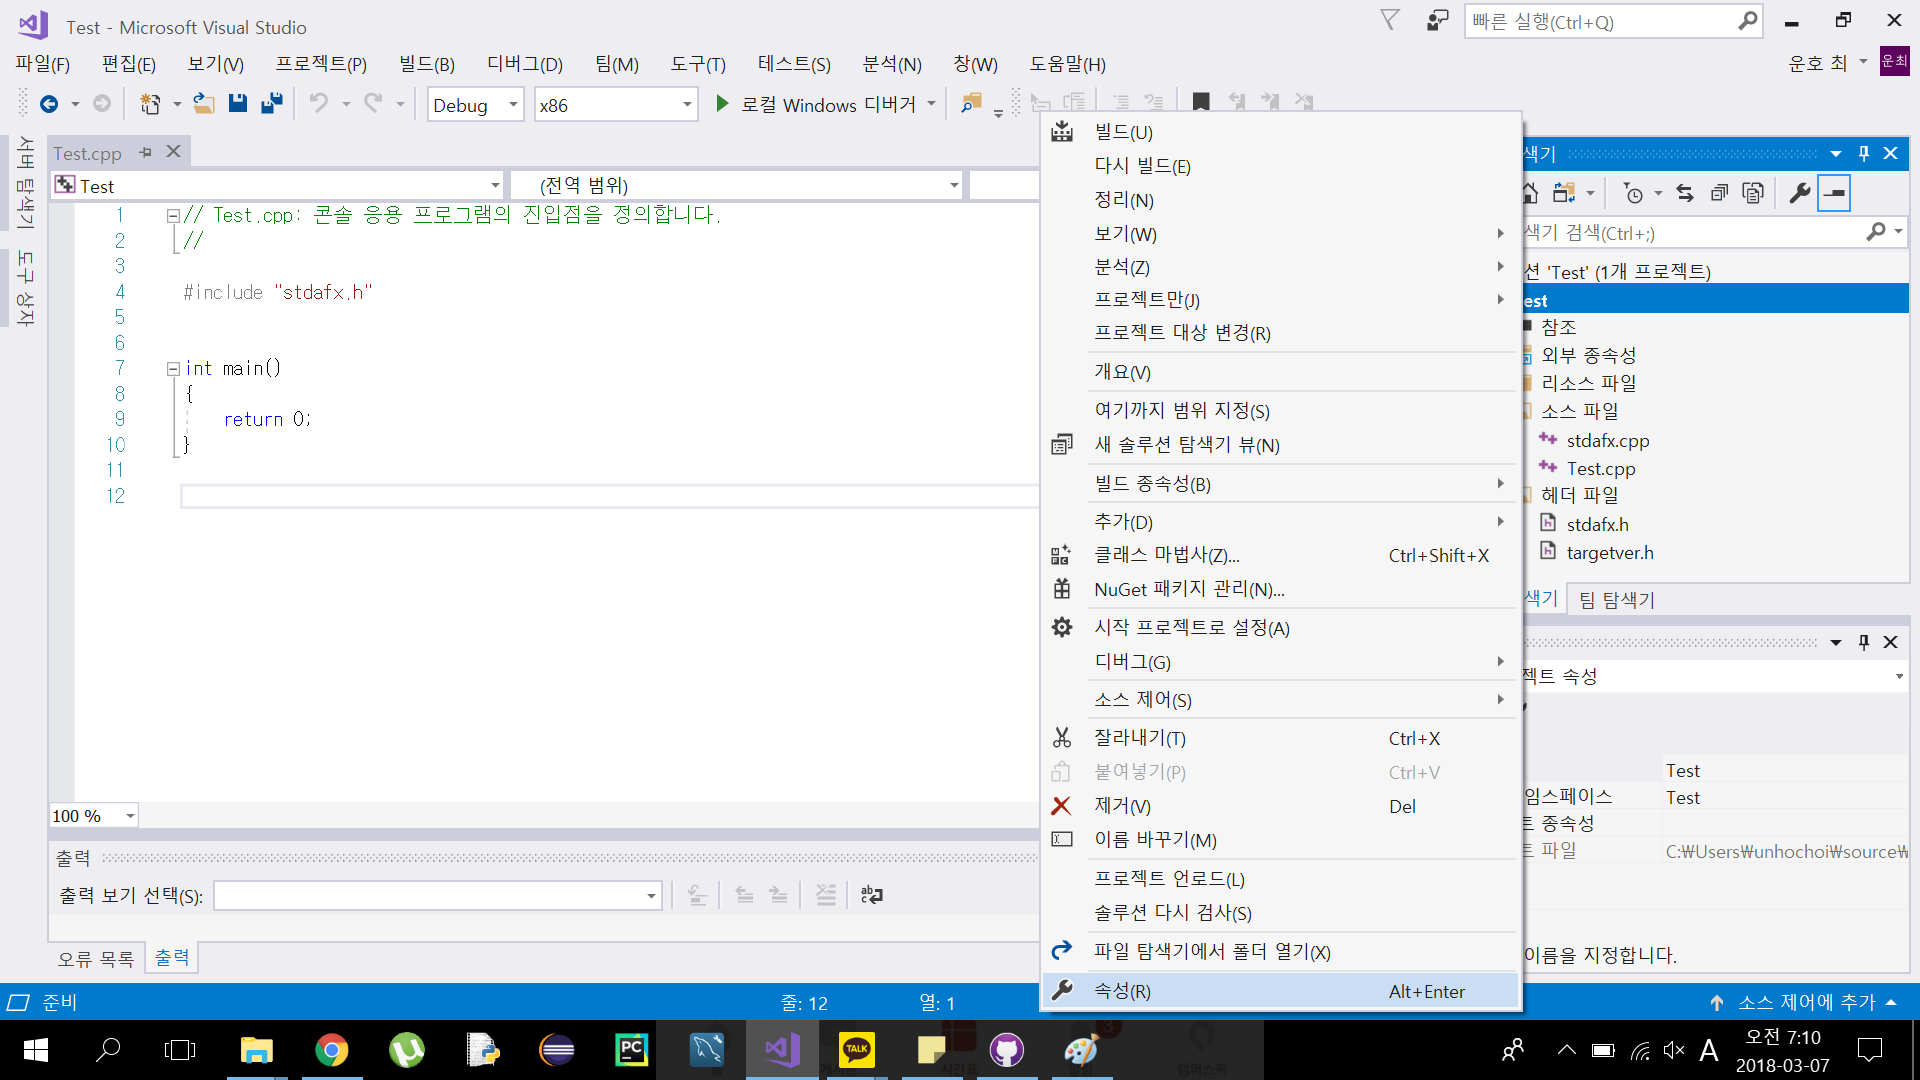 Test - Microsoft Visual Studio
빠른 실행(Ctrl+Q)
파일(F) 편집(E) 보기(V) 프로젝트(P) 빌드(B) 디버그(D) 팀(M) 도구(T) 테스트(S) 분석(N) 창(W) 도움말(H)
운호 최 운최
Debug x86 로컬 Windows 디버거
서버 탐색기
도구 상자
Test.cpp
Test (전역 범위)
1 // Test.cpp: 콘솔 응용 프로그램의 진입점을 정의합니다.
2 //
3
4 #include "stdafx.h"
5
6
7 int main()
8 {
9 return 0;
10 }
11
12
100 %
출력
출력 보기 선택(S):
오류 목록 출력
빌드(U)
다시 빌드(E)
정리(N)
보기(W)
분석(Z)
프로젝트만(J)
프로젝트 대상 변경(R)
개요(V)
여기까지 범위 지정(S)
새 솔루션 탐색기 뷰(N)
빌드 종속성(B)
추가(D)
클래스 마법사(Z)... Ctrl+Shift+X
NuGet 패키지 관리(N)...
시작 프로젝트로 설정(A)
디버그(G)
소스 제어(S)
잘라내기(T) Ctrl+X
붙여넣기(P) Ctrl+V
제거(V) Del
이름 바꾸기(M)
프로젝트 언로드(L)
솔루션 다시 검사(S)
파일 탐색기에서 폴더 열기(X)
속성(R) Alt+Enter
색기
색기 검색(Ctrl+;)
션 'Test' (1개 프로젝트)
est
참조
외부 종속성
리소스 파일
소스 파일
stdafx.cpp
Test.cpp
헤더 파일
stdafx.h
targetver.h
색기 팀 탐색기
젝트 속성
Test
임스페이스 Test
트 종속성
트 파일 C:₩Users₩unhochoi₩source₩
이름을 지정합니다.
준비 줄: 12 열: 1 소스 제어에 추가
PC TALK 시간표 3 캠퍼스픽
A 오전 7:10
2018-03-07